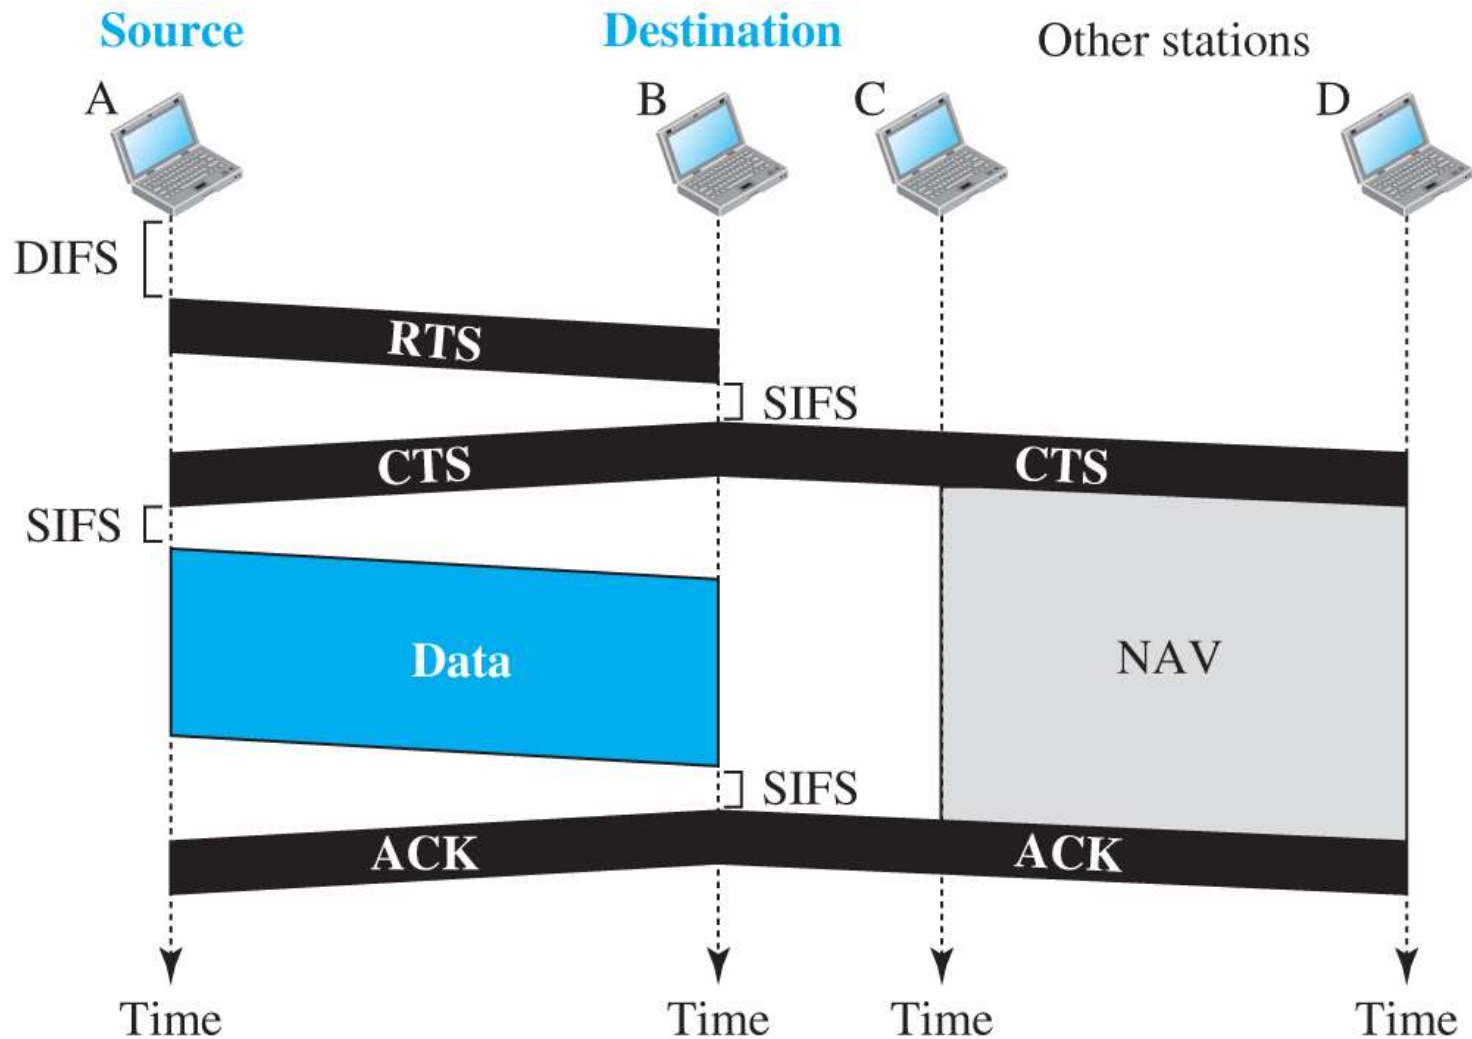 Source Destination Other stations
A B C D
DIFS
RTS
SIFS
CTS CTS
SIFS
Data NAV
SIFS
ACK ACK
Time Time Time Time